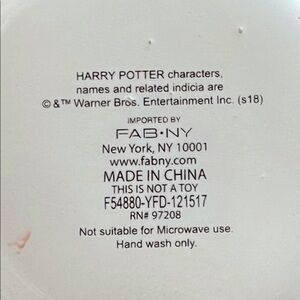 HARRY POTTER characters,
names and related indicia are
© &™ Warner Bros. Entertainment Inc. (s18)
IMPORTED BY
FAB•NY
New York, NY 10001
www.fabny.com
MADE IN CHINA
THIS IS NOT A TOY
F54880-YFD-121517
RN# 97208
Not suitable for Microwave use.
Hand wash only.